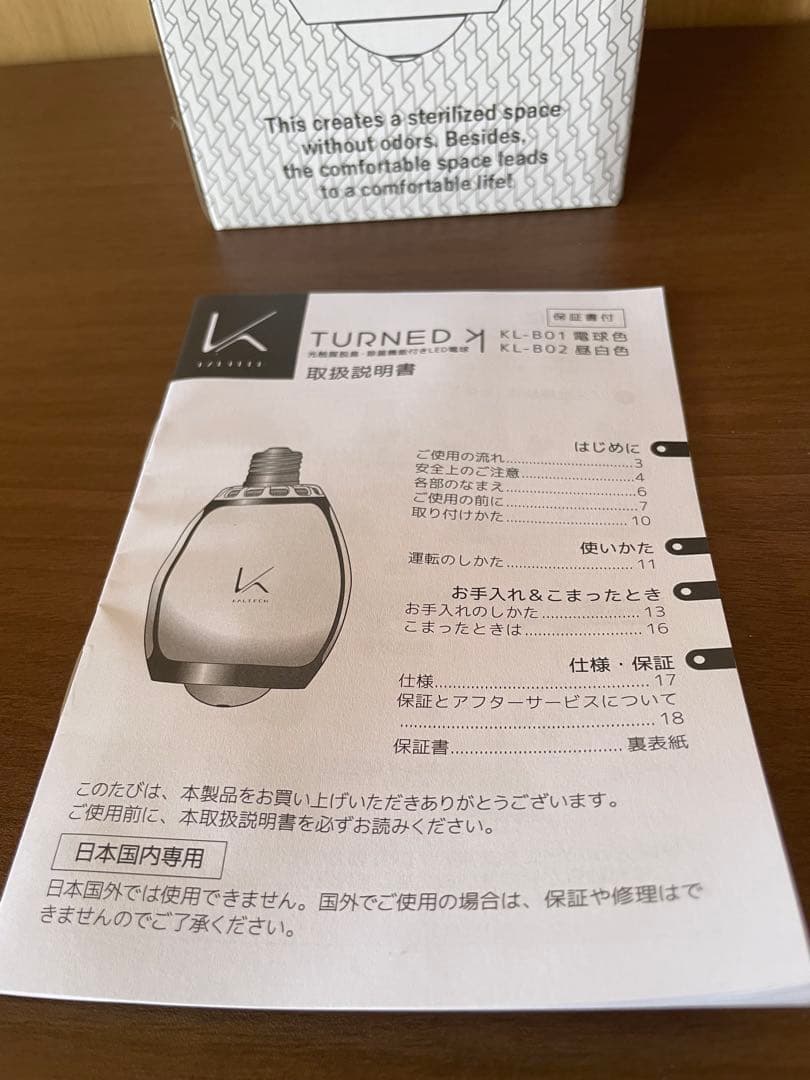 This creates a sterilized space
without odors. Besides,
the comfortable space leads
to a comfortable life!
保証書付
TURNED K KL-B01 電球色
KL-B02 昼白色
光触媒脱臭・除菌機能付きLED電球
取扱説明書
KALTECH
はじめに
ご使用の流れ..............................3
安全上のご注意..........................4
各部のなまえ..............................6
ご使用の前に..............................7
取り付けかた............................10
使いかた
運転のしかた............................11
お手入れ&こまったとき
お手入れのしかた......................13
こまったときは..........................16
仕様・保証
仕様........................................17
保証とアフターサービスについて
..............................................18
保証書................................裏表紙
このたびは、本製品をお買い上げいただきありがとうございます。
ご使用前に、本取扱説明書を必ずお読みください。
日本国内専用
日本国外では使用できません。国外でご使用の場合は、保証や修理はで
きませんのでご了承ください。